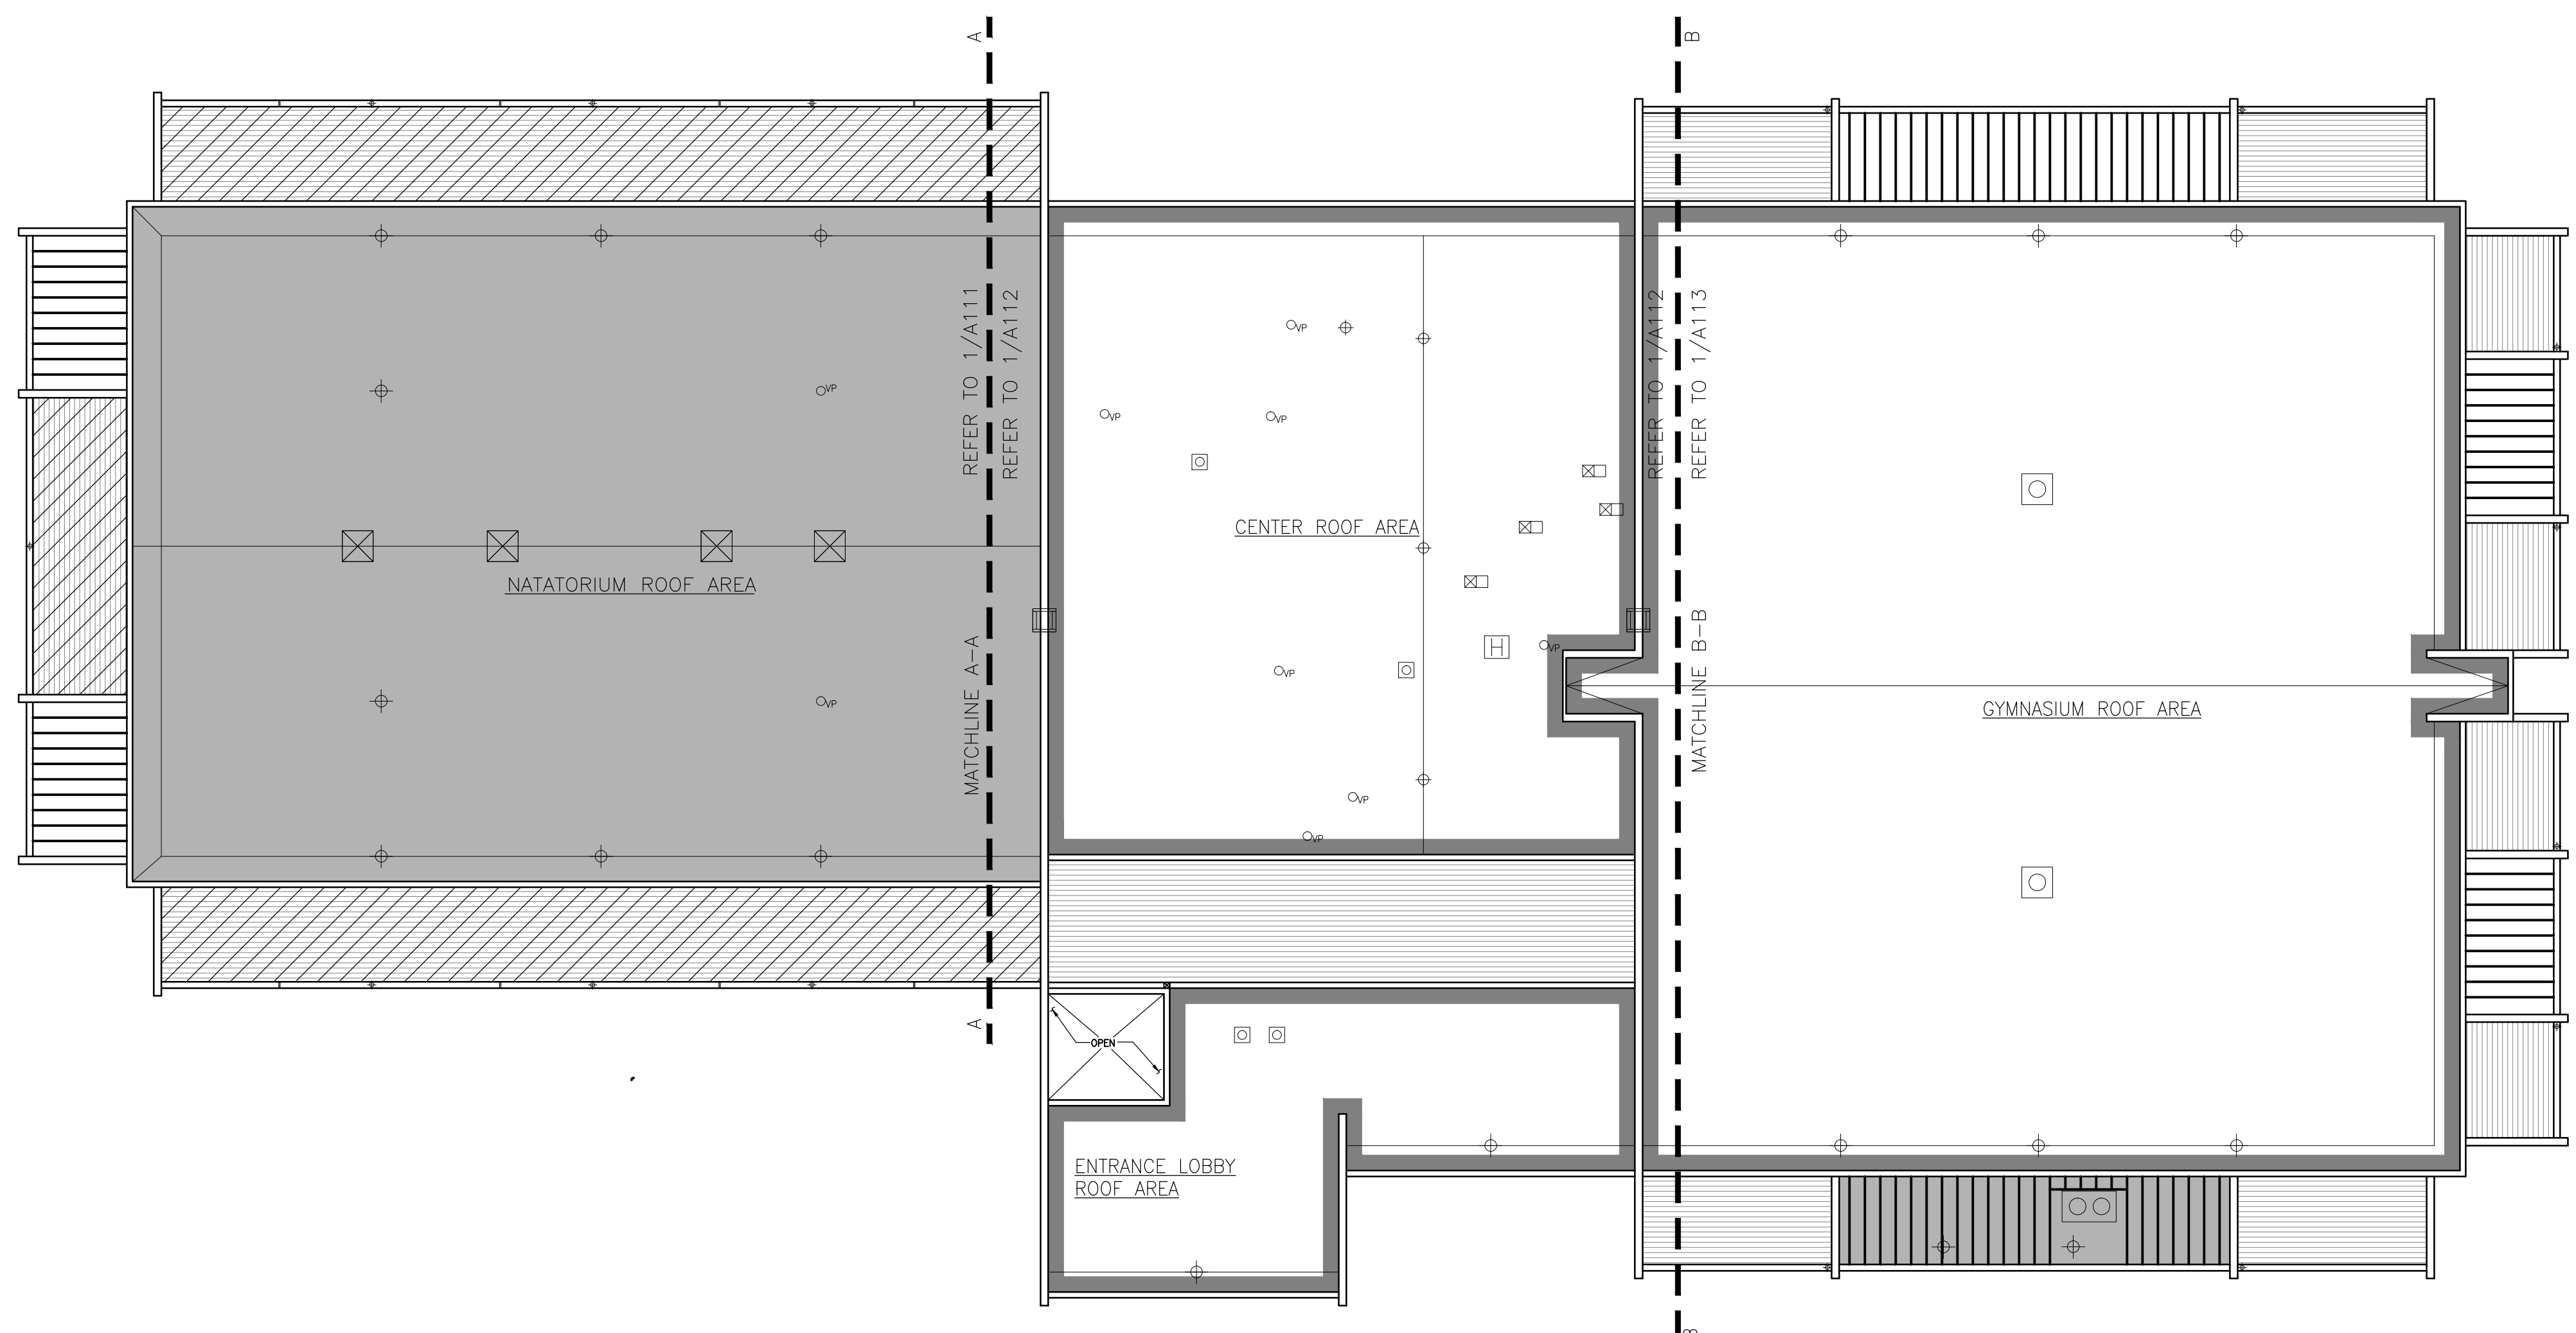 A
B
REFER TO 1/A111
REFER TO 1/A112
REFER TO 1/A112
REFER TO 1/A113
VP
VP
VP
VP
CENTER ROOF AREA
NATATORIUM ROOF AREA
MATCHLINE A-A
MATCHLINE B-B
H
VP
VP
VP
GYMNASIUM ROOF AREA
VP
VP
A
OPEN
ENTRANCE LOBBY
ROOF AREA
B